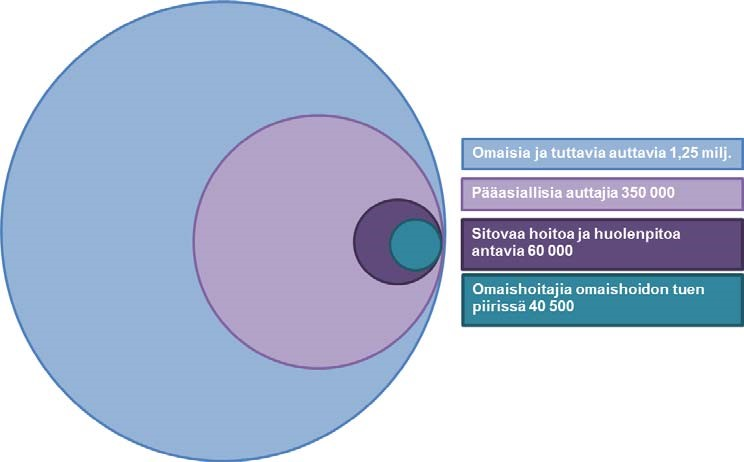 Omaisia ja tuttavia auttavia 1,25 milj.
Pääasiallisia auttajia 350 000
Sitovaa hoitoa ja huolenpitoa
antavia 60 000
Omaishoitajia omaishoidon tuen
piirissä 40 500